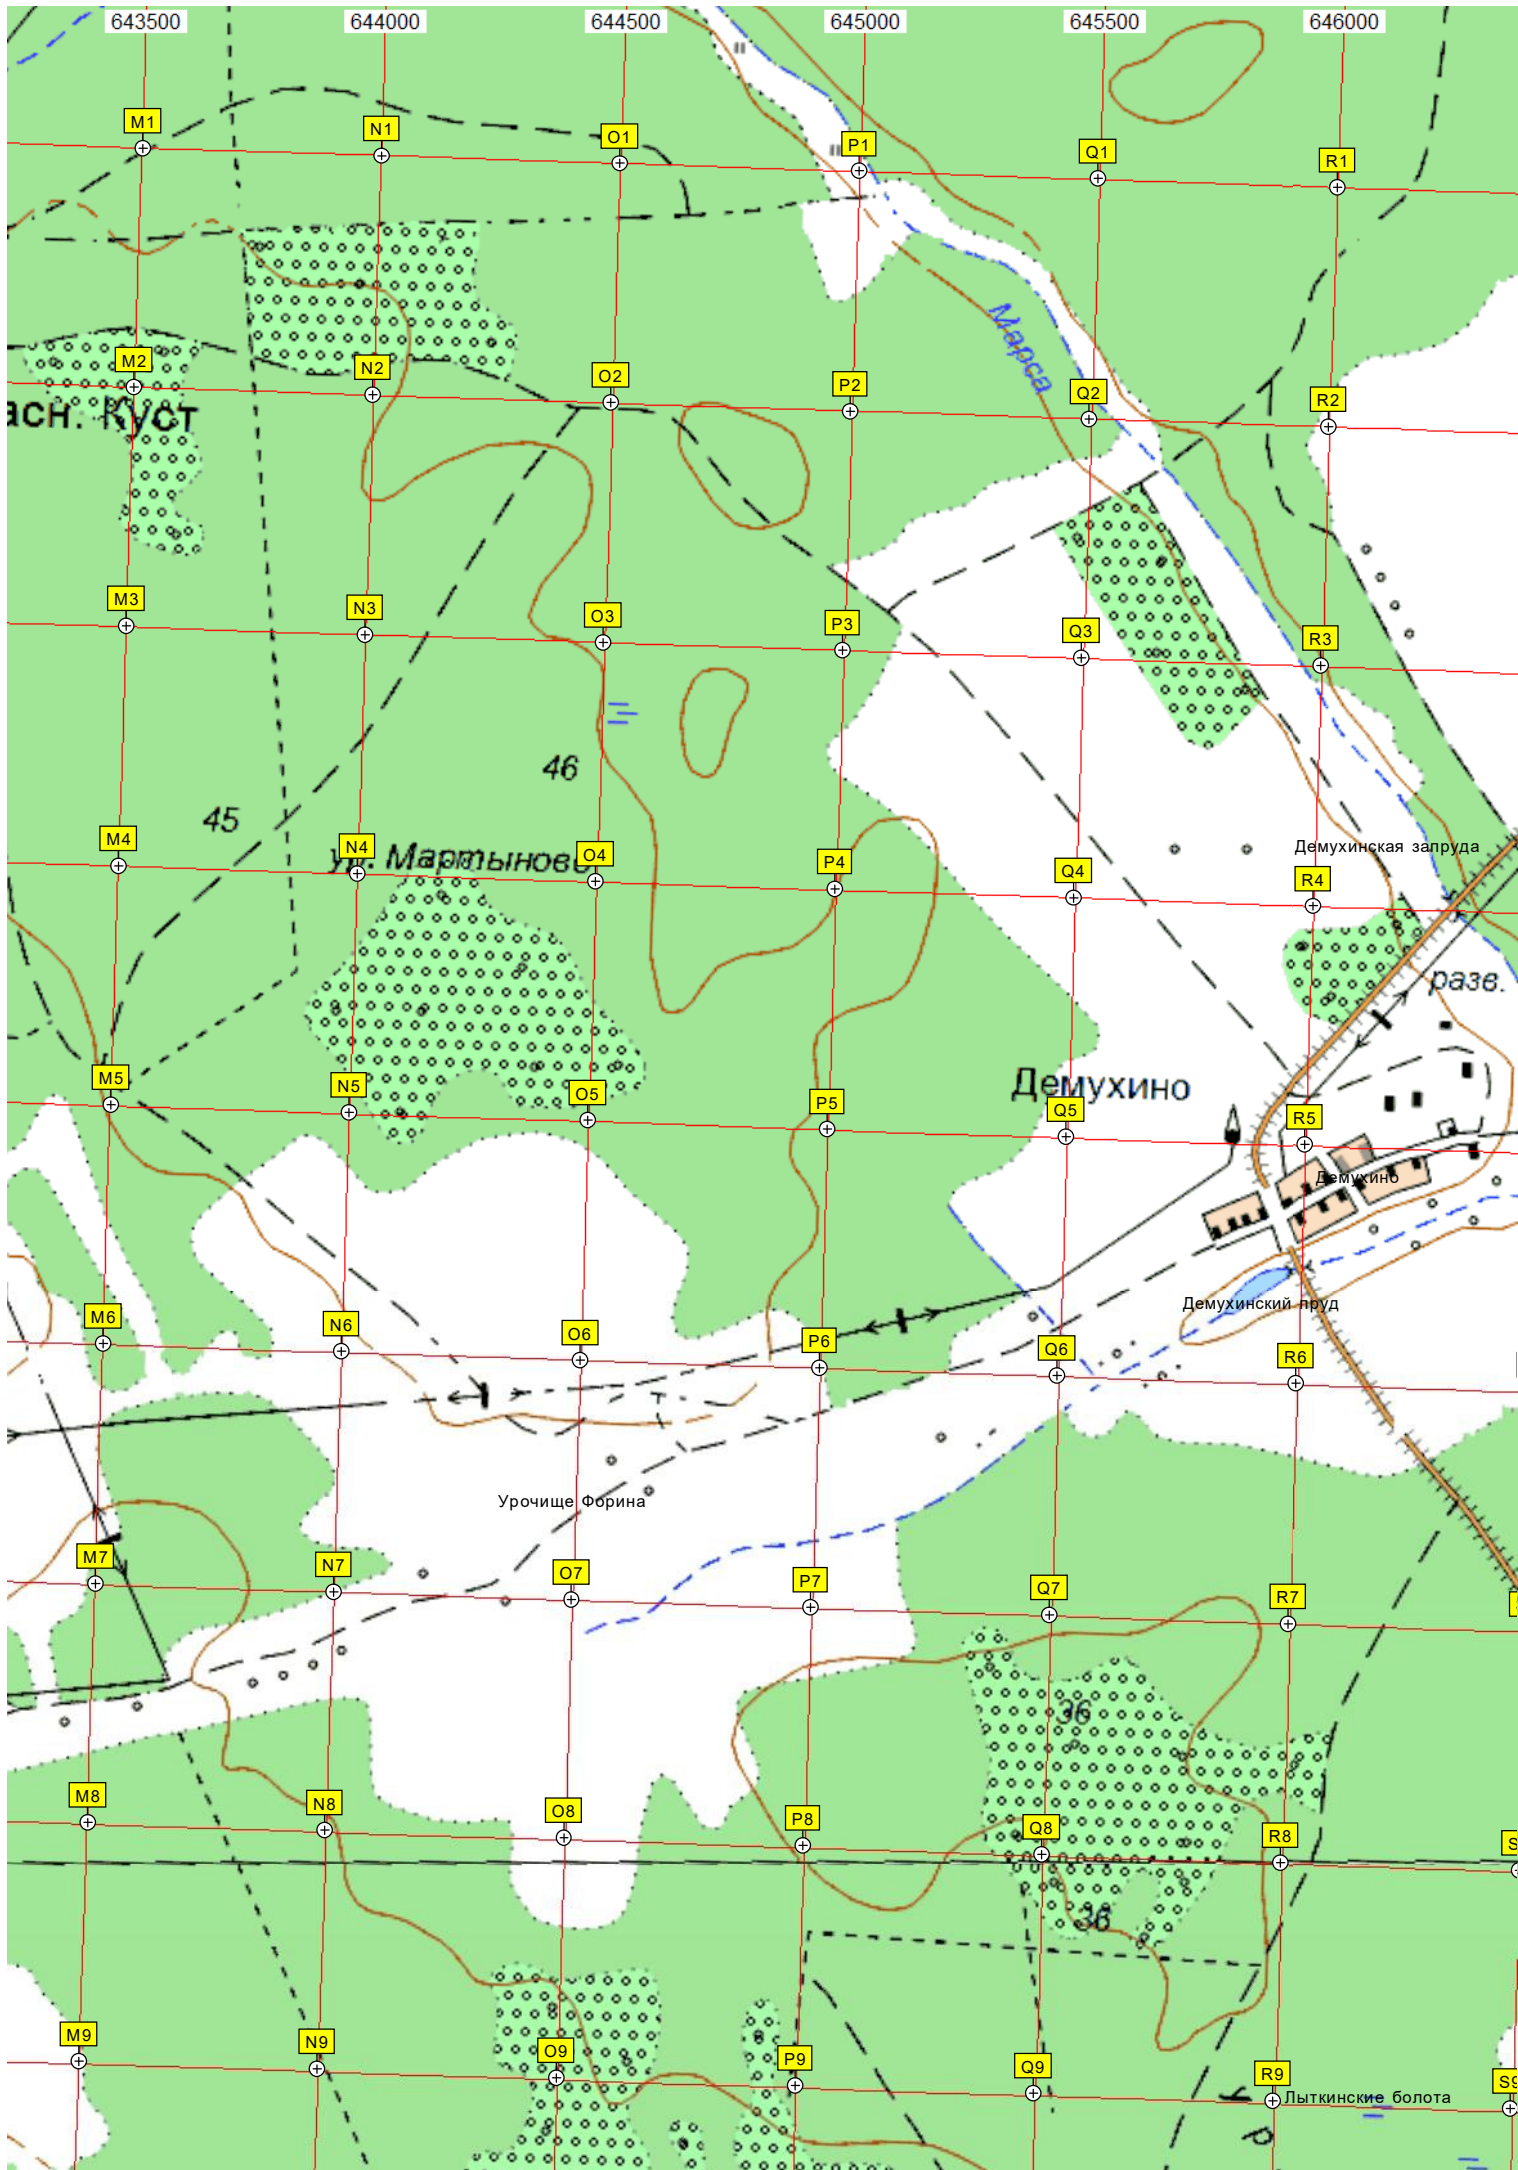 643500 644000 644500 645000 645500 646000
M1 N1 O1 P1 Q1 R1
Марса
M2 N2 O2 P2 Q2 R2
асн. Куст
M3 N3 O3 P3 Q3 R3
46
45
Демухинская запруда
M4 N4 O4 P4 Q4 R4
ур. Мартыново
разв.
Демухино
M5 N5 O5 P5 Q5 R5
Демухино
Демухинский пруд
M6 N6 O6 P6 Q6 R6
Урочище Форина
M7 N7 O7 P7 Q7 R7
36
M8 N8 O8 P8 Q8 R8 S
36
M9 N9 O9 P9 Q9 R9 S9
Лыткинские болота